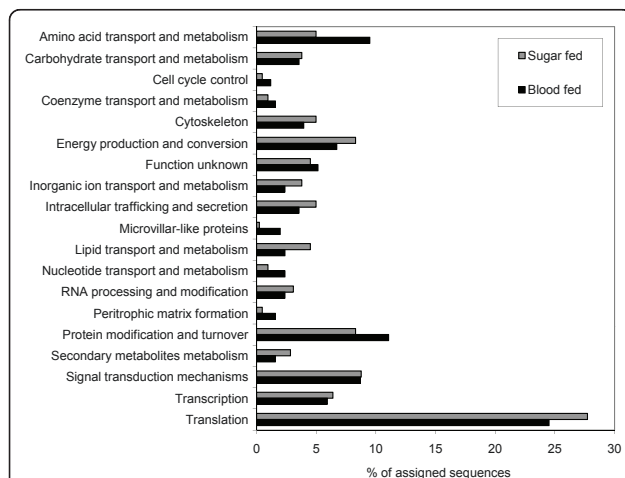 Amino acid transport and metabolism
Carbohydrate transport and metabolism
Cell cycle control
Coenzyme transport and metabolism
Cytoskeleton
Energy production and conversion
Function unknown
Inorganic ion transport and metabolism
Intracellular trafficking and secretion
Microvillar-like proteins
Lipid transport and metabolism
Nucleotide transport and metabolism
RNA processing and modification
Peritrophic matrix formation
Protein modification and turnover
Secondary metabolites metabolism
Signal transduction mechanisms
Transcription
Translation
Sugar fed
Blood fed
0 5 10 15 20 25 30
% of assigned sequences